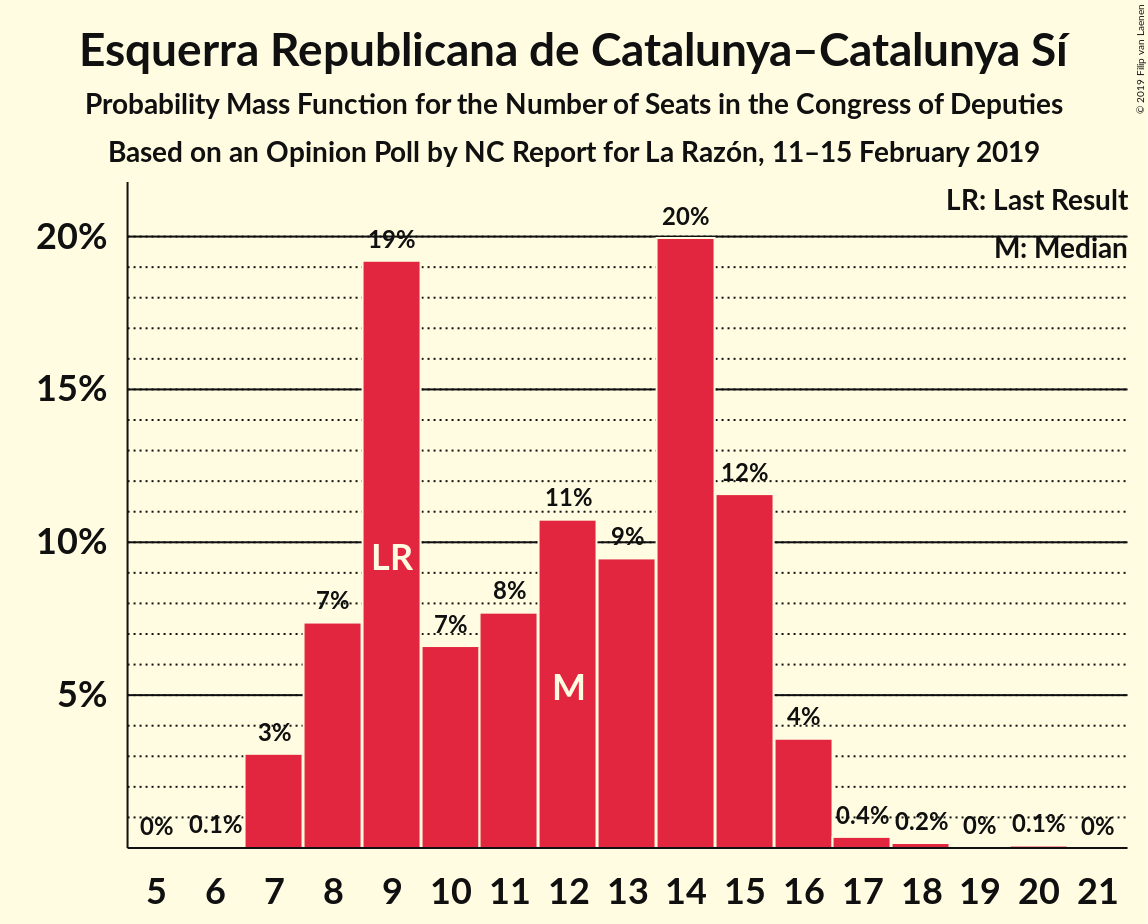 Esquerra Republicana de Catalunya–Catalunya Sí
Probability Mass Function for the Number of Seats in the Congress of Deputies
Based on an Opinion Poll by NC Report for La Razón, 11–15 February 2019
© 2019 Filip van Laenen
LR: Last Result
M: Median
20%
15%
10%
5%
0%
0.1%
3%
7%
19%
7%
8%
11%
9%
20%
12%
4%
0.4%
0.2%
0%
0.1%
0%
LR
M
5 6 7 8 9 10 11 12 13 14 15 16 17 18 19 20 21